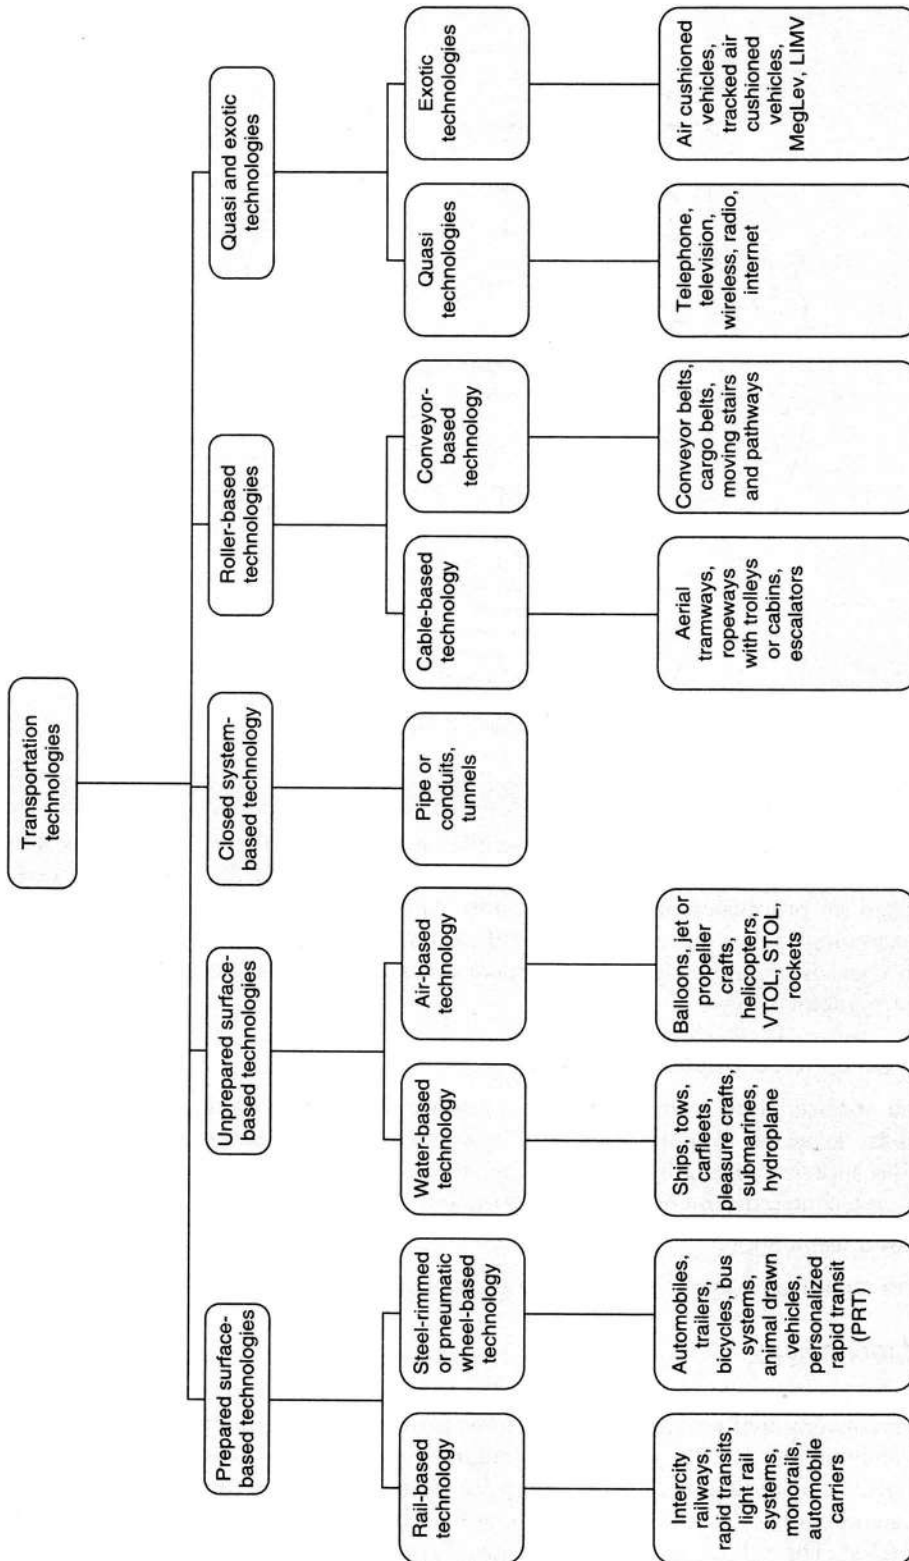 Transportation
technologies
Prepared surface-
based technologies
Unprepared surface-
based technologies
Closed system-
based technology
Roller-based
technologies
Quasi and exotic
technologies
Rail-based
technology
Steel-rimmed
or pneumatic
wheel-based
technology
Water-based
technology
Air-based
technology
Pipe or
conduits,
tunnels
Cable-based
technology
Conveyor-
based
technology
Quasi
technologies
Exotic
technologies
Intercity
railways,
rapid transits,
light rail
systems,
monorails,
automobile
carriers
Automobiles,
trailers,
bicycles, bus
systems,
animal drawn
vehicles,
personalized
rapid transit
(PRT)
Ships, tows,
carfleets,
pleasure crafts,
submarines,
hydroplane
Balloons, jet or
propeller
crafts,
helicopters,
VTOL, STOL,
rockets
Aerial
tramways,
ropeways
with trolleys
or cabins,
escalators
Conveyor belts,
cargo belts,
moving stairs
and pathways
Telephone,
television,
wireless, radio,
internet
Air cushioned
vehicles,
tracked air
cushioned
vehicles,
MegLev, LIMV